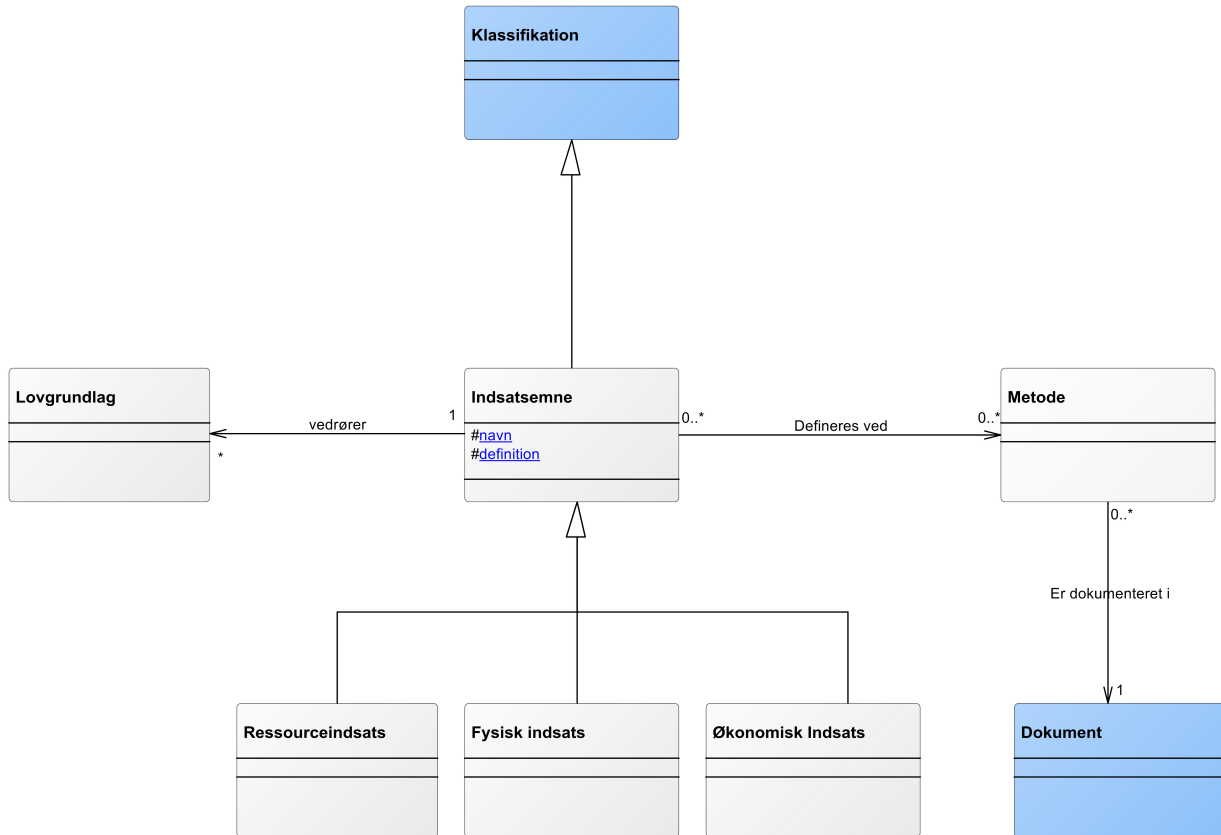 Klassifikation
Lovgrundlag
Indsatsemne
Metode
1
0..*
0..*
vedrører
Defineres ved
#navn
#definition
*
0..*
Er dokumenteret i
1
Ressourceindsats
Fysisk indsats
Økonomisk Indsats
Dokument